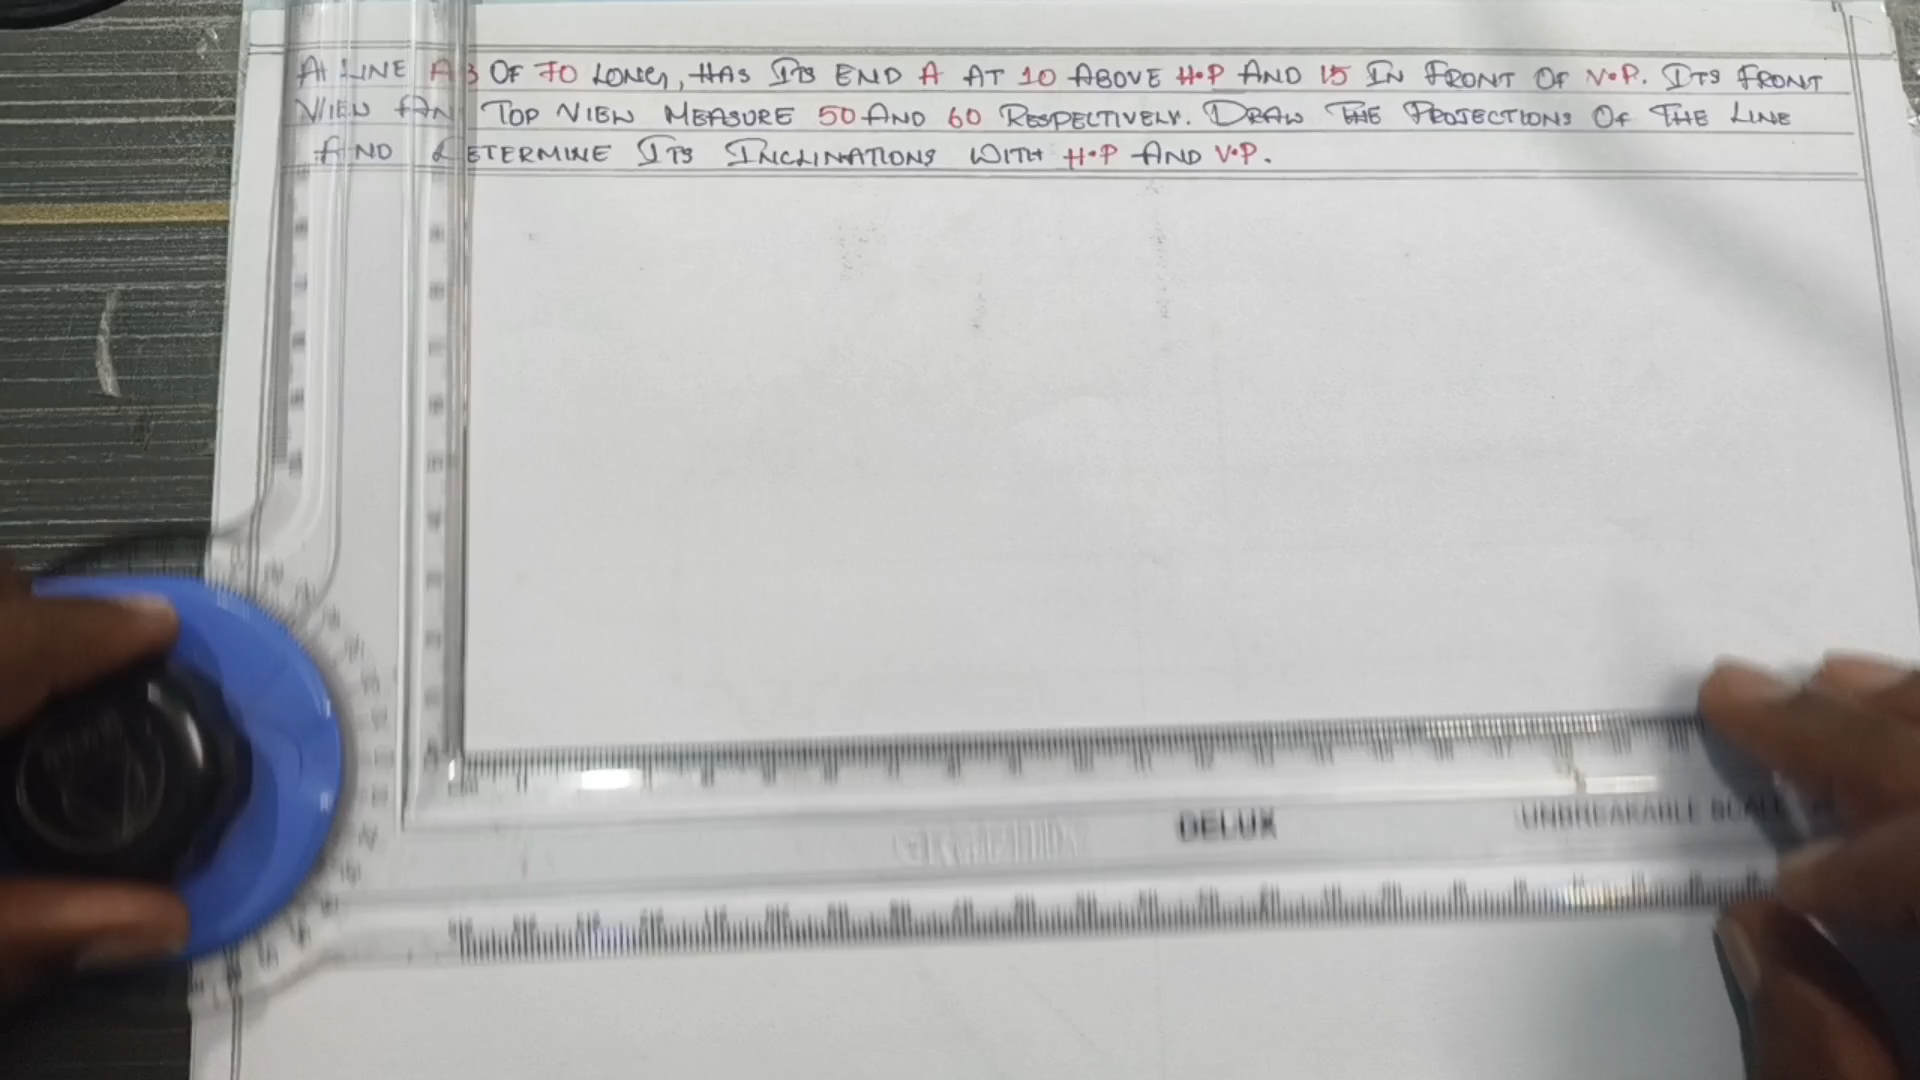 A LINE AB OF 70 LONG, HAS ITS END A AT 10 ABOVE H.P AND 15 IN FRONT OF V.P. ITS FRONT
VIEW AND TOP VIEW MEASURE 50 AND 60 RESPECTIVELY. DRAW THE PROJECTIONS OF THE LINE
AND DETERMINE ITS INCLINATIONS WITH H.P AND V.P.
DELUX
UNBREAKABLE SCALE